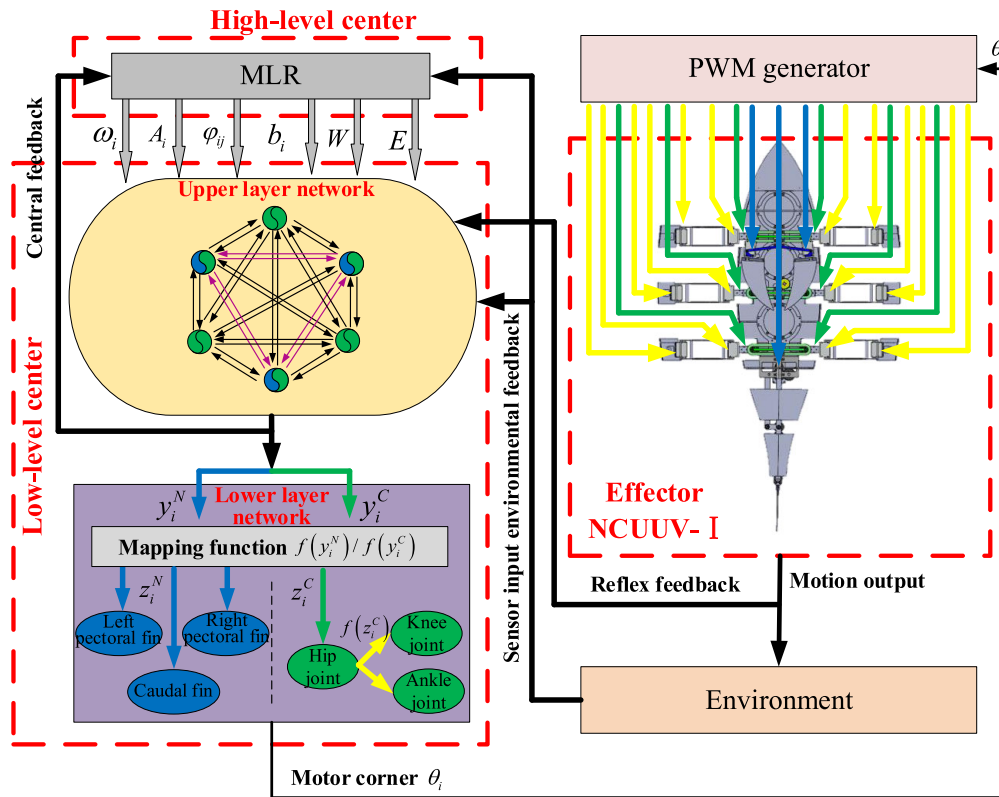 High-level center
MLR
PWM generator
θ
ω_i
A_i
φ_ij
b_i
W
E
Central feedback
Upper layer network
Low-level center
Sensor input environmental feedback
y_i^N
Lower layer
network
y_i^C
Mapping function f(y_i^N)/f(y_i^C)
z_i^N
z_i^C
f(z_i^C)
Left
pectoral fin
Right
pectoral fin
Caudal fin
Hip
joint
Knee
joint
Ankle
joint
Effector
NCUUV-Ⅰ
Reflex feedback
Motion output
Environment
Motor corner θ_i